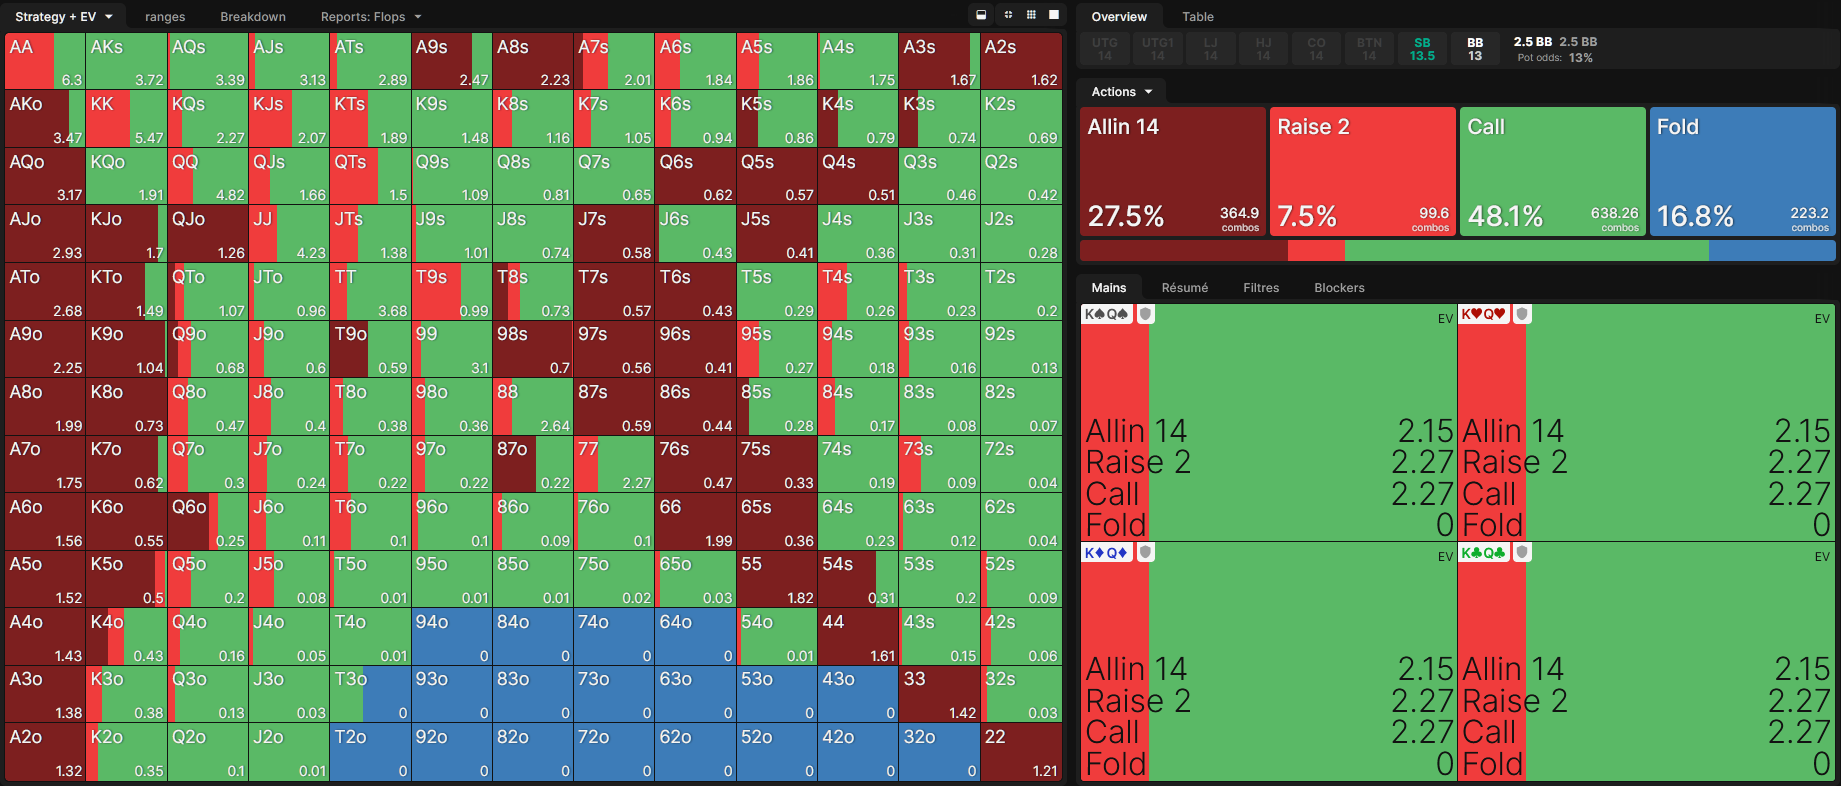 Strategy + EV ranges Breakdown Reports: Flops
AA AKs AQs AJs ATs A9s A8s A7s A6s A5s A4s A3s A2s
6.3 3.72 3.39 3.13 2.89 2.47 2.23 2.01 1.84 1.86 1.75 1.67 1.62
AKo KK KQs KJs KTs K9s K8s K7s K6s K5s K4s K3s K2s
3.47 5.47 2.27 2.07 1.89 1.48 1.16 1.05 0.94 0.86 0.79 0.74 0.69
AQo KQo QQ QJs QTs Q9s Q8s Q7s Q6s Q5s Q4s Q3s Q2s
3.17 1.91 4.82 1.66 1.5 1.09 0.81 0.65 0.62 0.57 0.51 0.46 0.42
AJo KJo QJo JJ JTs J9s J8s J7s J6s J5s J4s J3s J2s
2.93 1.7 1.26 4.23 1.38 1.01 0.74 0.58 0.43 0.41 0.36 0.31 0.28
ATo KTo QTo JTo TT T9s T8s T7s T6s T5s T4s T3s T2s
2.68 1.49 1.07 0.96 3.68 0.99 0.73 0.57 0.43 0.29 0.26 0.23 0.2
A9o K9o Q9o J9o T9o 99 98s 97s 96s 95s 94s 93s 92s
2.25 1.04 0.68 0.6 0.59 3.1 0.7 0.56 0.41 0.27 0.18 0.16 0.13
A8o K8o Q8o J8o T8o 98o 88 87s 86s 85s 84s 83s 82s
1.99 0.73 0.47 0.4 0.38 0.36 2.64 0.59 0.44 0.28 0.17 0.08 0.07
A7o K7o Q7o J7o T7o 97o 87o 77 76s 75s 74s 73s 72s
1.75 0.62 0.3 0.24 0.22 0.22 0.22 2.27 0.47 0.33 0.19 0.09 0.04
A6o K6o Q6o J6o T6o 96o 86o 76o 66 65s 64s 63s 62s
1.56 0.55 0.25 0.11 0.1 0.1 0.09 0.1 1.99 0.36 0.23 0.12 0.04
A5o K5o Q5o J5o T5o 95o 85o 75o 65o 55 54s 53s 52s
1.52 0.5 0.2 0.08 0.01 0.01 0.01 0.02 0.03 1.82 0.31 0.2 0.09
A4o K4o Q4o J4o T4o 94o 84o 74o 64o 54o 44 43s 42s
1.43 0.43 0.16 0.05 0.01 0 0 0 0 0.01 1.61 0.15 0.06
A3o K3o Q3o J3o T3o 93o 83o 73o 63o 53o 43o 33 32s
1.38 0.38 0.13 0.03 0 0 0 0 0 0 0 1.42 0.03
A2o K2o Q2o J2o T2o 92o 82o 72o 62o 52o 42o 32o 22
1.32 0.35 0.1 0.01 0 0 0 0 0 0 0 0 1.21
Overview Table
UTG UTG1 LJ HJ CO BTN SB BB 2.5 BB 2.5 BB
14 14 14 14 14 14 13.5 13 Pot odds: 13%
Actions
Allin 14 Raise 2 Call Fold
27.5% 364.9 combos 7.5% 99.6 combos 48.1% 638.26 combos 16.8% 223.2 combos
Mains Résumé Filtres Blockers
K♠Q♠ EV K♥Q♥ EV
Allin 14 2.15 Allin 14 2.15
Raise 2 2.27 Raise 2 2.27
Call 2.27 Call 2.27
Fold 0 Fold 0
K♦Q♦ EV K♣Q♣ EV
Allin 14 2.15 Allin 14 2.15
Raise 2 2.27 Raise 2 2.27
Call 2.27 Call 2.27
Fold 0 Fold 0